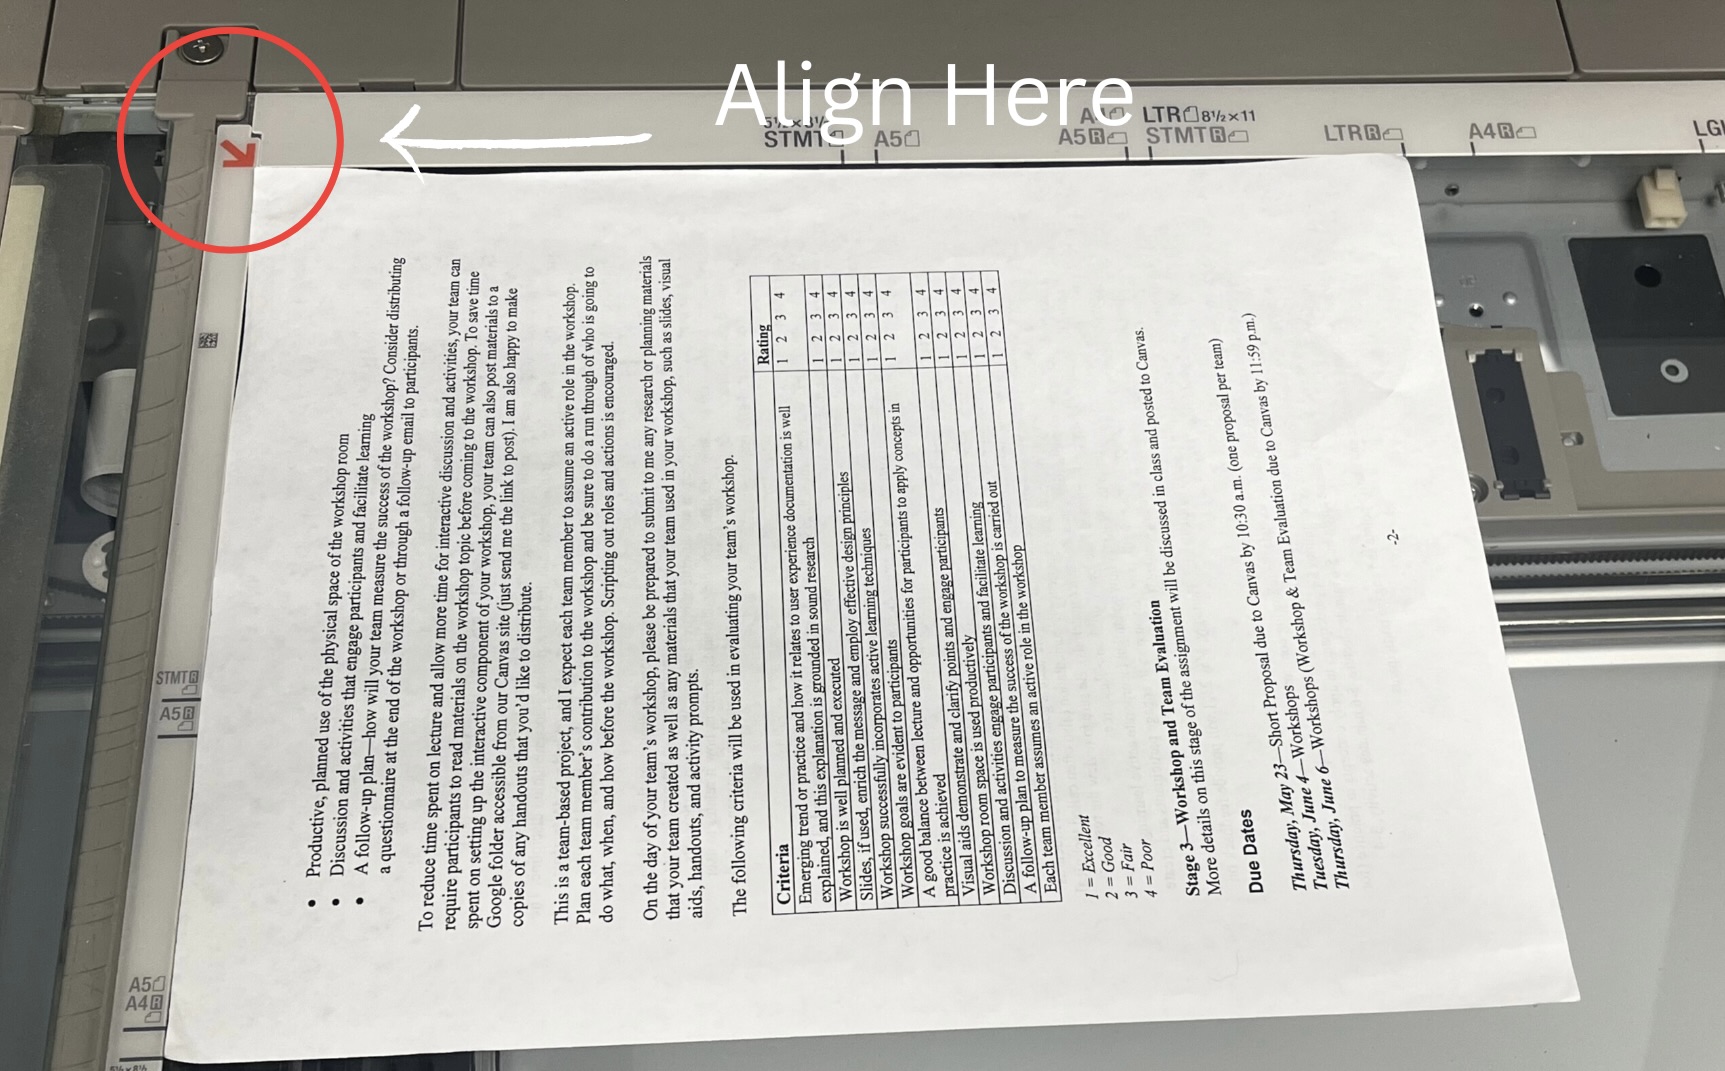 Align Here
5½×8½
STMT
A5
A5R
LTR 8½×11
STMTR
LTRR
A4R
STMTR
A5R
A5
A4R
5½×8½
• Productive, planned use of the physical space of the workshop room
• Discussion and activities that engage participants and facilitate learning
• A follow-up plan—how will your team measure the success of the workshop? Consider distributing
a questionnaire at the end of the workshop or through a follow-up email to participants.
To reduce time spent on lecture and allow more time for interactive discussion and activities, your team can
require participants to read materials on the workshop topic before coming to the workshop. To save time
spent on setting up the interactive component of your workshop, your team can also post materials to a
Google folder accessible from our Canvas site (just send me the link to post). I am also happy to make
copies of any handouts that you'd like to distribute.
This is a team-based project, and I expect each team member to assume an active role in the workshop.
Plan each team member's contribution to the workshop and be sure to do a run through of who is going to
do what, when, and how before the workshop. Scripting out roles and actions is encouraged.
On the day of your team's workshop, please be prepared to submit to me any research or planning materials
that your team created as well as any materials that your team used in your workshop, such as slides, visual
aids, handouts, and activity prompts.
The following criteria will be used in evaluating your team's workshop.
Criteria Rating
Emerging trend or practice and how it relates to user experience documentation is well 1 2 3 4
explained, and this explanation is grounded in sound research
Workshop is well planned and executed 1 2 3 4
Slides, if used, enrich the message and employ effective design principles 1 2 3 4
Workshop successfully incorporates active learning techniques 1 2 3 4
Workshop goals are evident to participants 1 2 3 4
A good balance between lecture and opportunities for participants to apply concepts in 1 2 3 4
practice is achieved
Visual aids demonstrate and clarify points and engage participants 1 2 3 4
Workshop room space is used productively 1 2 3 4
Discussion and activities engage participants and facilitate learning 1 2 3 4
A follow-up plan to measure the success of the workshop is carried out 1 2 3 4
Each team member assumes an active role in the workshop 1 2 3 4
1 = Excellent
2 = Good
3 = Fair
4 = Poor
Stage 3—Workshop and Team Evaluation
More details on this stage of the assignment will be discussed in class and posted to Canvas.
Due Dates
Thursday, May 23—Short Proposal due to Canvas by 10:30 a.m. (one proposal per team)
Tuesday, June 4—Workshops
Thursday, June 6—Workshops (Workshop & Team Evaluation due to Canvas by 11:59 p.m.)
-2-